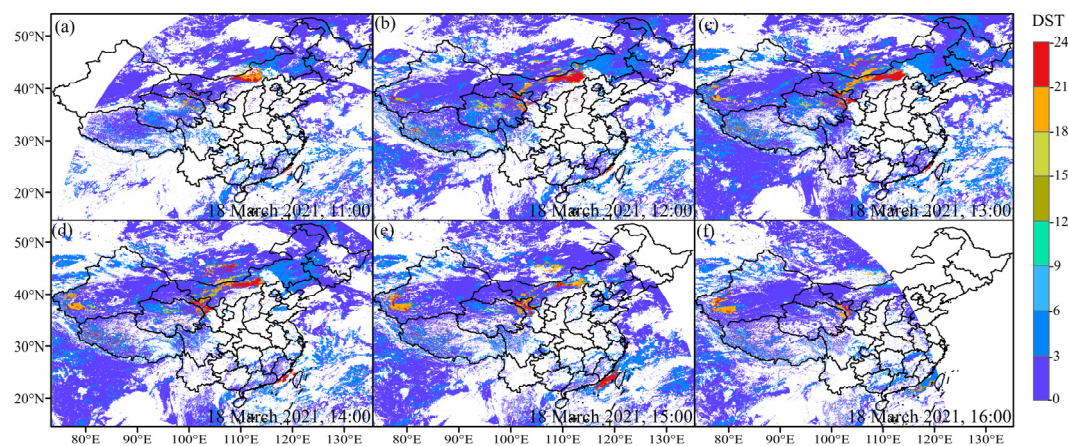 (a) (b) (c) DST
50°N
40°N
30°N
20°N
18 March 2021, 11:00 18 March 2021, 12:00 18 March 2021, 13:00
24
21
18
15
12
9
6
3
0
(d) (e) (f)
50°N
40°N
30°N
20°N
18 March 2021, 14:00 18 March 2021, 15:00 18 March 2021, 16:00
80°E 90°E 100°E 110°E 120°E 130°E 80°E 90°E 100°E 110°E 120°E 130°E 80°E 90°E 100°E 110°E 120°E 130°E